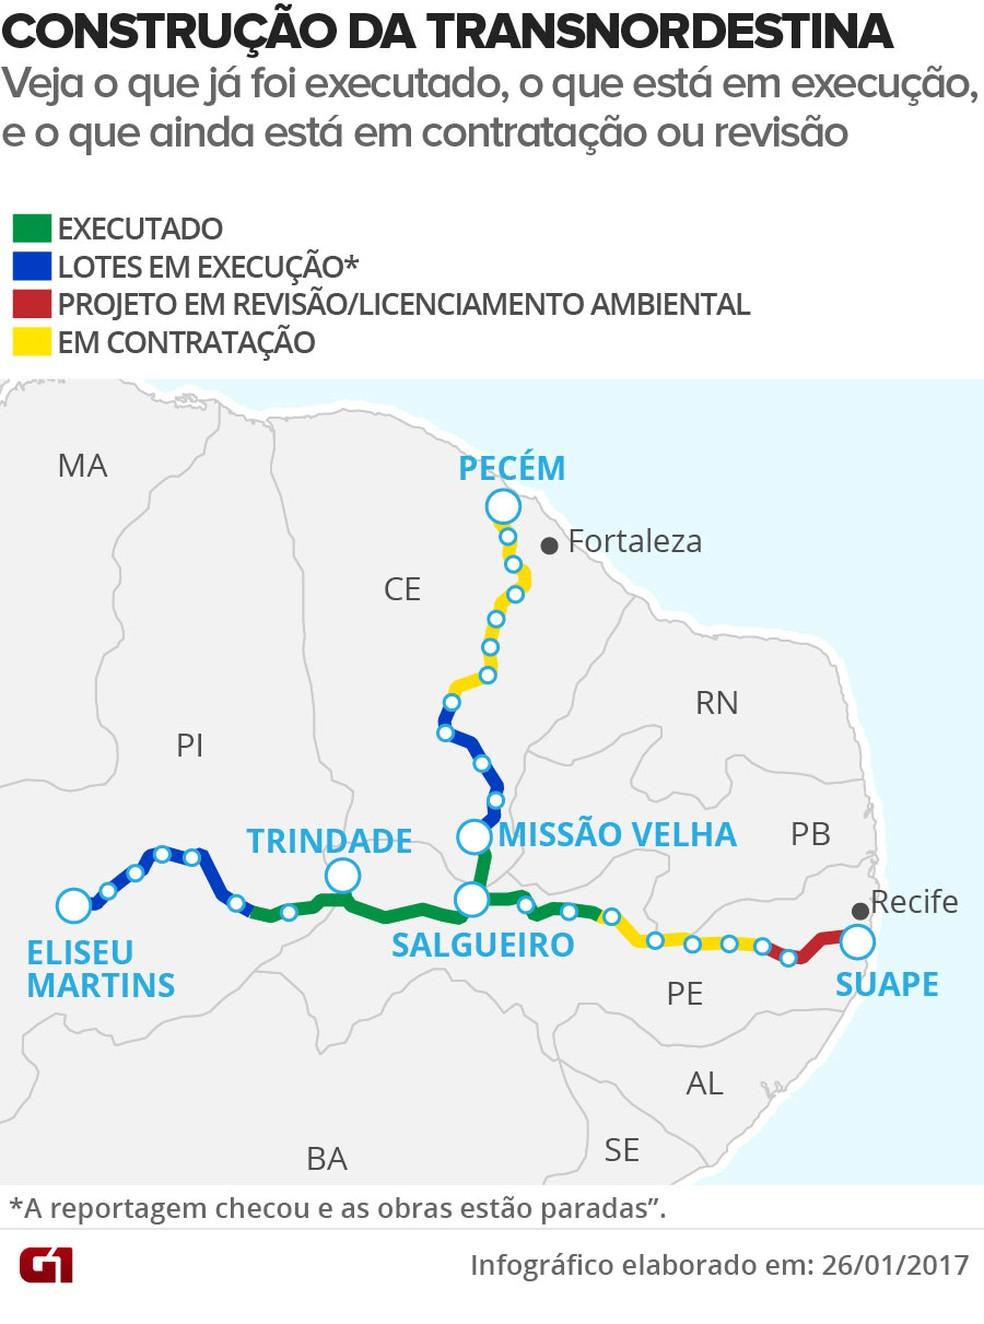 CONSTRUÇÃO DA TRANSNORDESTINA
Veja o que já foi executado, o que está em execução,
e o que ainda está em contratação ou revisão
EXECUTADO
LOTES EM EXECUÇÃO*
PROJETO EM REVISÃO/LICENCIAMENTO AMBIENTAL
EM CONTRATAÇÃO
MA
PECÉM
Fortaleza
CE
RN
PI
TRINDADE
MISSÃO VELHA
PB
Recife
ELISEU
MARTINS
SALGUEIRO
SUAPE
PE
AL
SE
BA
*A reportagem checou e as obras estão paradas”.
G1
Infográfico elaborado em: 26/01/2017